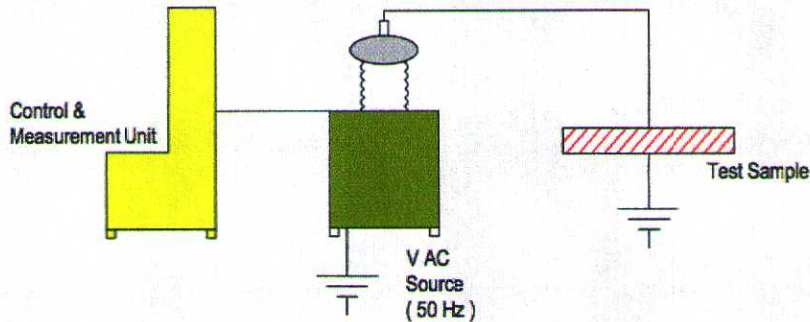 Control &
Measurement Unit
Test Sample
V AC
Source
( 50 Hz )